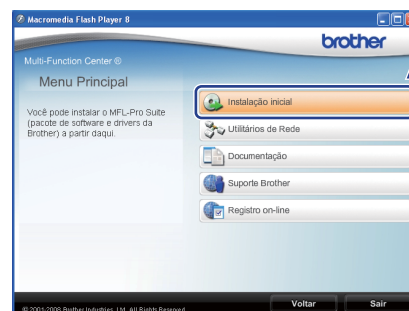 Macromedia Flash Player 8
brother
Multi-Function Center ®
Menu Principal
Você pode instalar o MFL-Pro Suite
(pacote de software e drivers da
Brother) a partir daqui.
Instalação inicial
Utilitários de Rede
Documentação
Suporte Brother
Registro on-line
© 2001-2008 Brother Industries, Ltd. All Rights Reserved.
Voltar
Sair